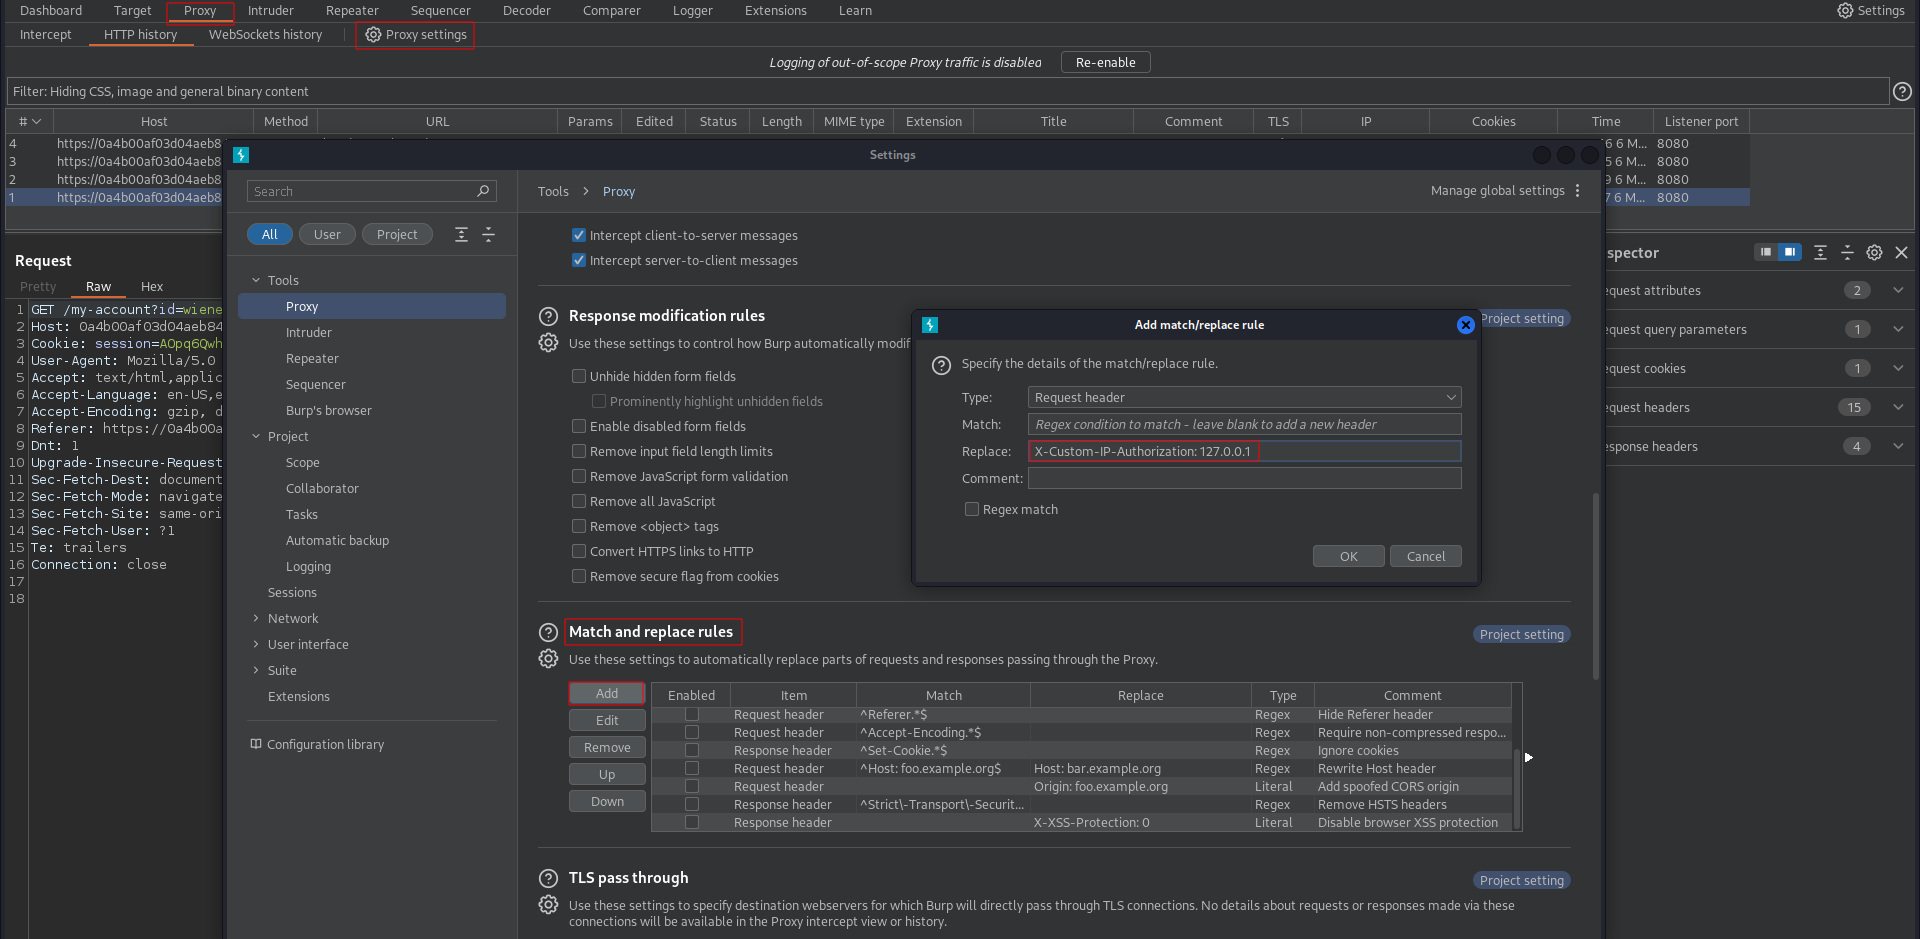 Dashboard Target Proxy Intruder Repeater Sequencer Decoder Comparer Logger Extensions Learn Settings
Intercept HTTP history WebSockets history Proxy settings
Logging of out-of-scope Proxy traffic is disabled Re-enable
Filter: Hiding CSS, image and general binary content
# Host Method URL Params Edited Status Length MIME type Extension Title Comment TLS IP Cookies Time Listener port
4 https://0a4b00af03d04aeb8 6 6 M... 8080
3 https://0a4b00af03d04aeb8 5 6 M... 8080
2 https://0a4b00af03d04aeb8 9 6 M... 8080
1 https://0a4b00af03d04aeb8 7 6 M... 8080
Request
Pretty Raw Hex
1 GET /my-account?id=wiene
2 Host: 0a4b00af03d04aeb84
3 Cookie: session=AOpq6Qwh
4 User-Agent: Mozilla/5.0
5 Accept: text/html,applic
6 Accept-Language: en-US,e
7 Accept-Encoding: gzip, d
8 Referer: https://0a4b00a
9 Dnt: 1
10 Upgrade-Insecure-Request
11 Sec-Fetch-Dest: document
12 Sec-Fetch-Mode: navigate
13 Sec-Fetch-Site: same-ori
14 Sec-Fetch-User: ?1
15 Te: trailers
16 Connection: close
17
18
Settings
Search
All User Project
Tools
Proxy
Intruder
Repeater
Sequencer
Burp's browser
Project
Scope
Collaborator
Tasks
Automatic backup
Logging
Sessions
Network
User interface
Suite
Extensions
Configuration library
Tools > Proxy Manage global settings
Intercept client-to-server messages
Intercept server-to-client messages
Response modification rules Project setting
Use these settings to control how Burp automatically modif
Unhide hidden form fields
Prominently highlight unhidden fields
Enable disabled form fields
Remove input field length limits
Remove JavaScript form validation
Remove all JavaScript
Remove <object> tags
Convert HTTPS links to HTTP
Remove secure flag from cookies
Add match/replace rule
Specify the details of the match/replace rule.
Type: Request header
Match: Regex condition to match - leave blank to add a new header
Replace: X-Custom-IP-Authorization: 127.0.0.1
Comment:
Regex match
OK Cancel
Match and replace rules Project setting
Use these settings to automatically replace parts of requests and responses passing through the Proxy.
Add
Edit
Remove
Up
Down
Enabled Item Match Replace Type Comment
Request header ^Referer.*$ Regex Hide Referer header
Request header ^Accept-Encoding.*$ Regex Require non-compressed respo...
Response header ^Set-Cookie.*$ Regex Ignore cookies
Request header ^Host: foo.example.org$ Host: bar.example.org Regex Rewrite Host header
Request header Origin: foo.example.org Literal Add spoofed CORS origin
Response header ^Strict\-Transport\-Securit... Regex Remove HSTS headers
Response header X-XSS-Protection: 0 Literal Disable browser XSS protection
TLS pass through Project setting
Use these settings to specify destination webservers for which Burp will directly pass through TLS connections. No details about requests or responses made via these
connections will be available in the Proxy intercept view or history.
spector
equest attributes 2
equest query parameters 1
equest cookies 1
equest headers 15
esponse headers 4